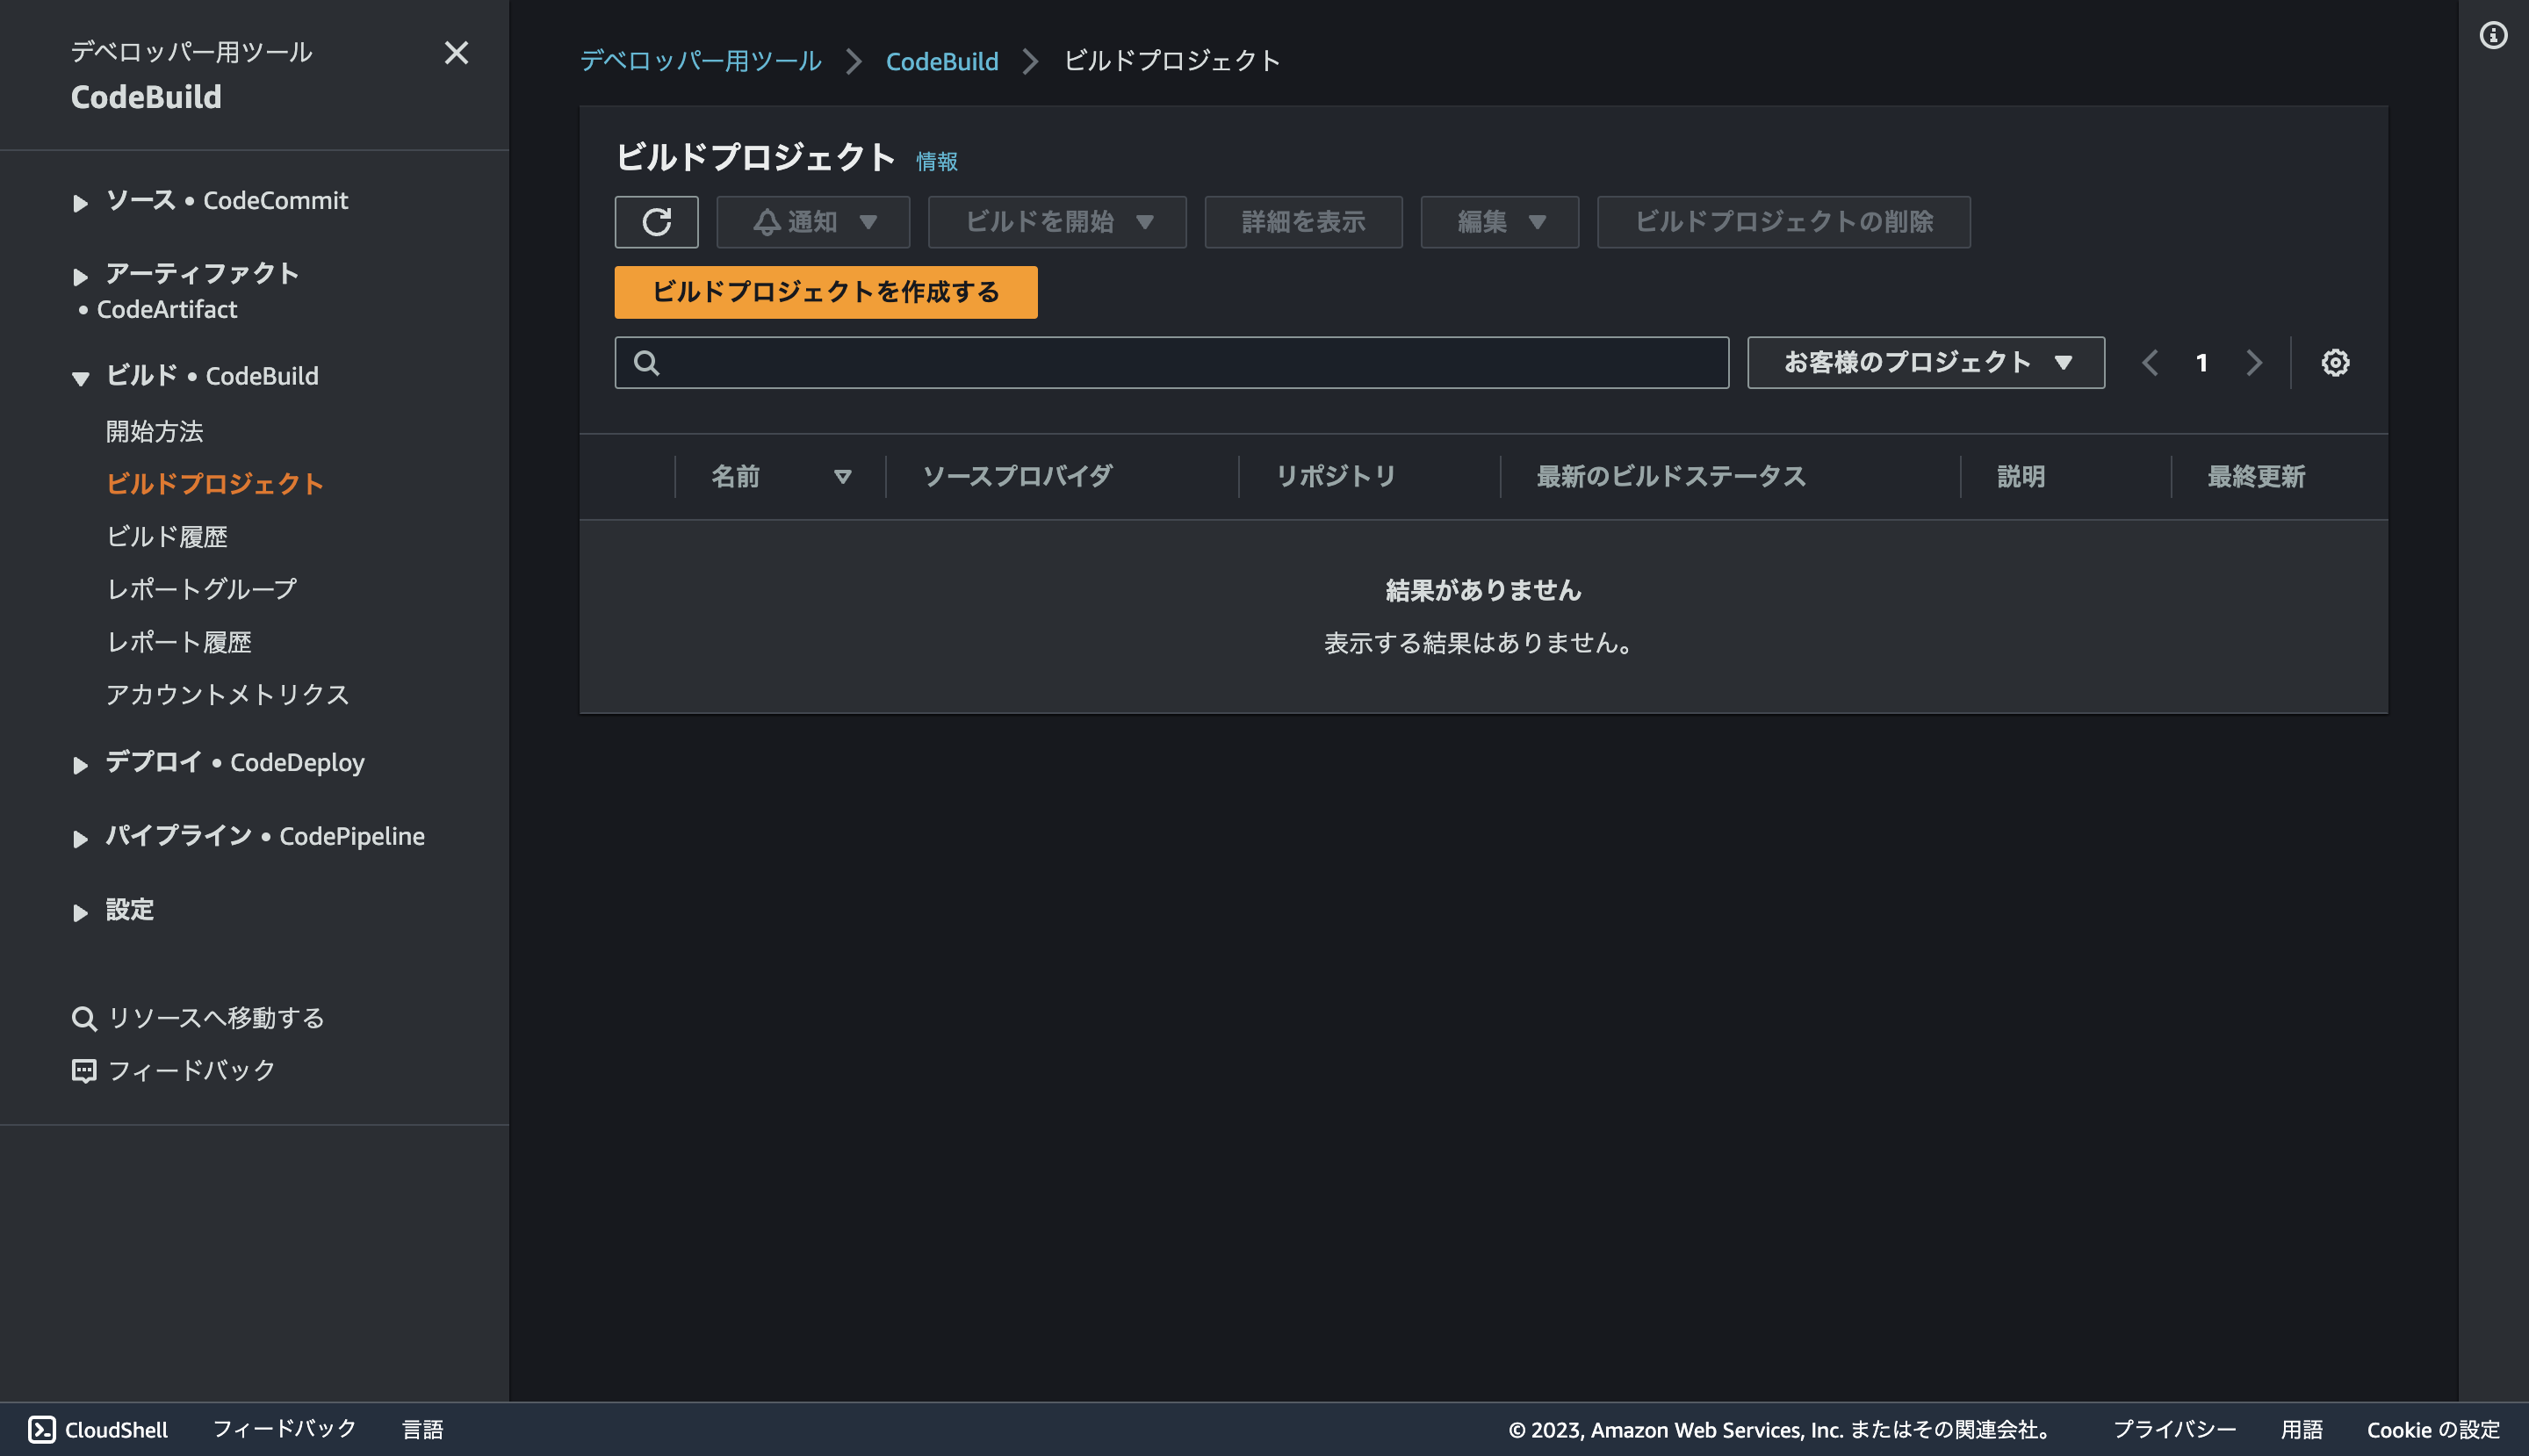 デベロッパー用ツール
CodeBuild
ソース • CodeCommit
アーティファクト
• CodeArtifact
ビルド • CodeBuild
開始方法
ビルドプロジェクト
ビルド履歴
レポートグループ
レポート履歴
アカウントメトリクス
デプロイ • CodeDeploy
パイプライン • CodePipeline
設定
リソースへ移動する
フィードバック
デベロッパー用ツール CodeBuild ビルドプロジェクト
ビルドプロジェクト 情報
通知 ビルドを開始 詳細を表示 編集 ビルドプロジェクトの削除
ビルドプロジェクトを作成する
お客様のプロジェクト 1
名前 ソースプロバイダ リポジトリ 最新のビルドステータス 説明 最終更新
結果がありません
表示する結果はありません。
CloudShell フィードバック 言語 © 2023, Amazon Web Services, Inc. またはその関連会社。 プライバシー 用語 Cookie の設定